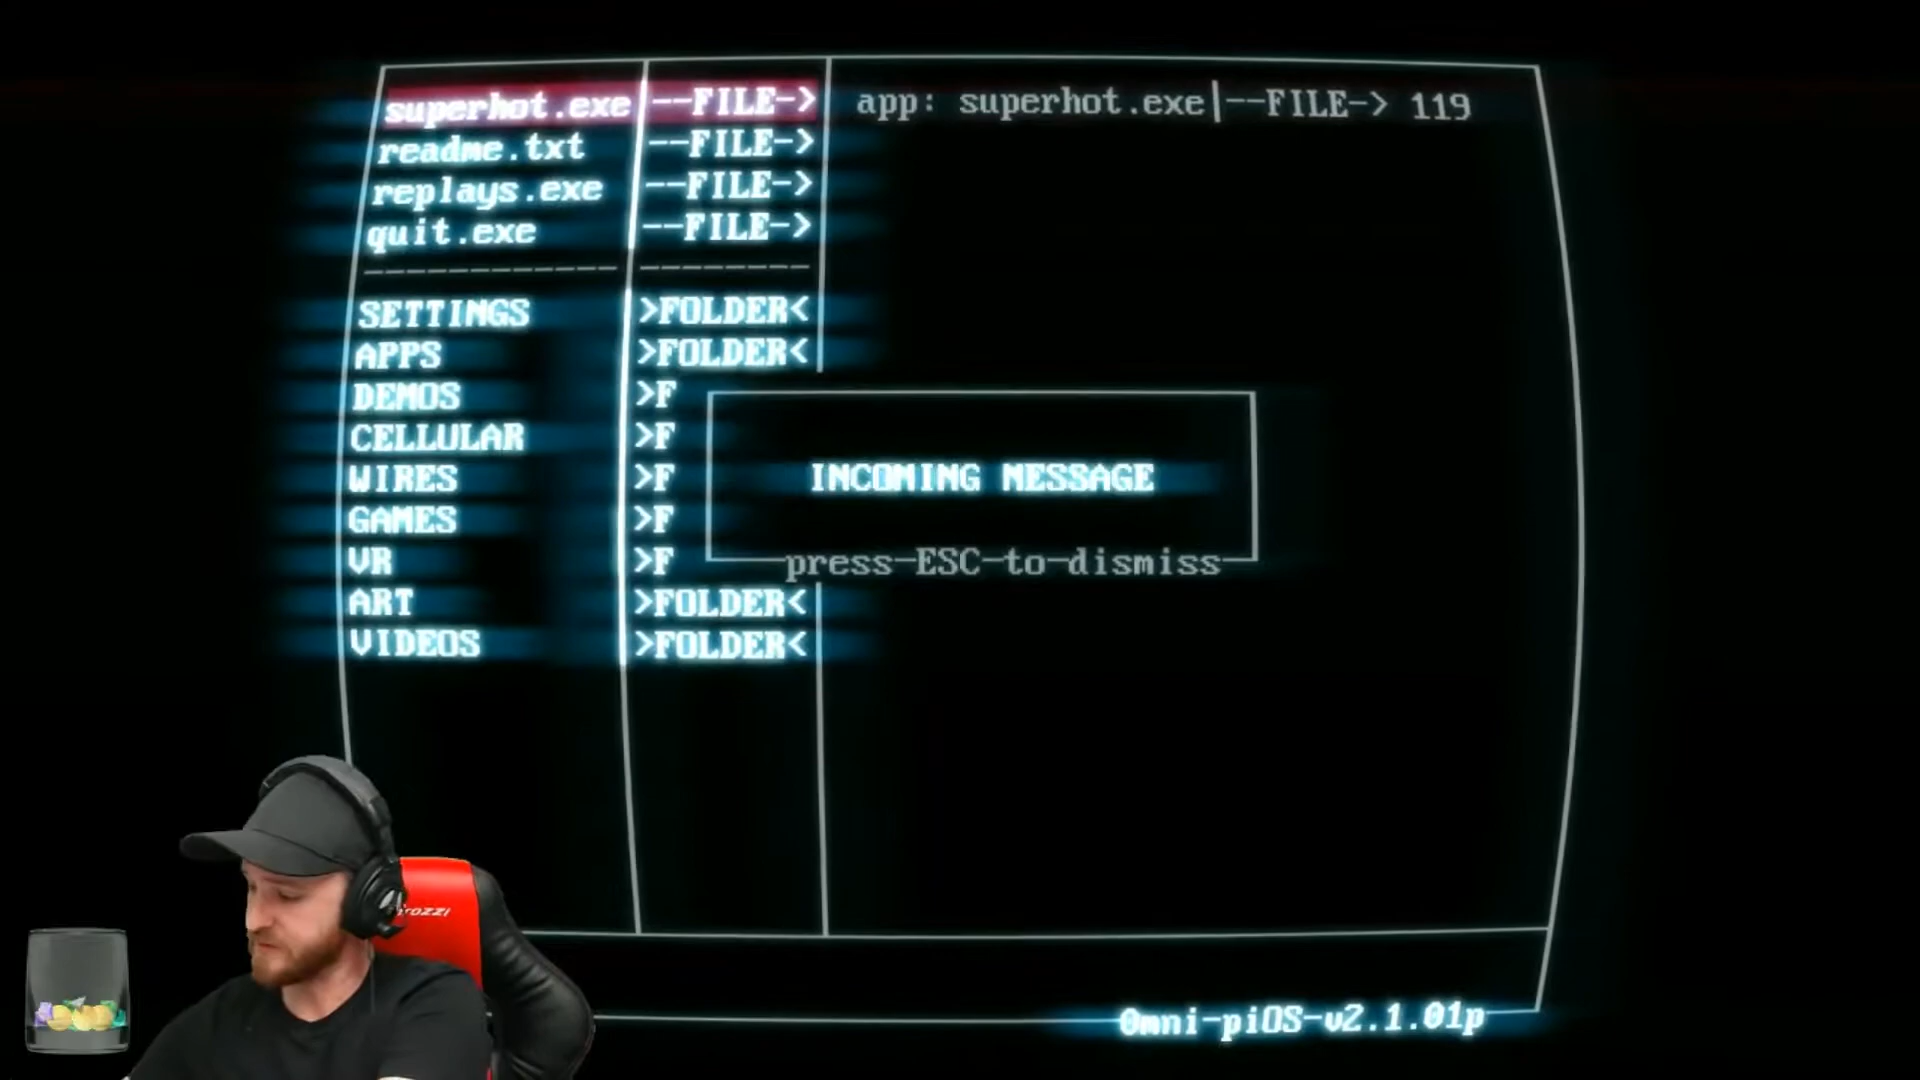 superhot.exe --FILE-> app: superhot.exe|--FILE-> 119
readme.txt --FILE->
replays.exe --FILE->
quit.exe --FILE->
SETTINGS >FOLDER<
APPS >FOLDER<
DEMOS >F
CELLULAR >F
WIRES >F
GAMES >F
VR >F
ART >FOLDER<
VIDEOS >FOLDER<
INCOMING MESSAGE
press-ESC-to-dismiss
Omni-piOS-v2.1.01p